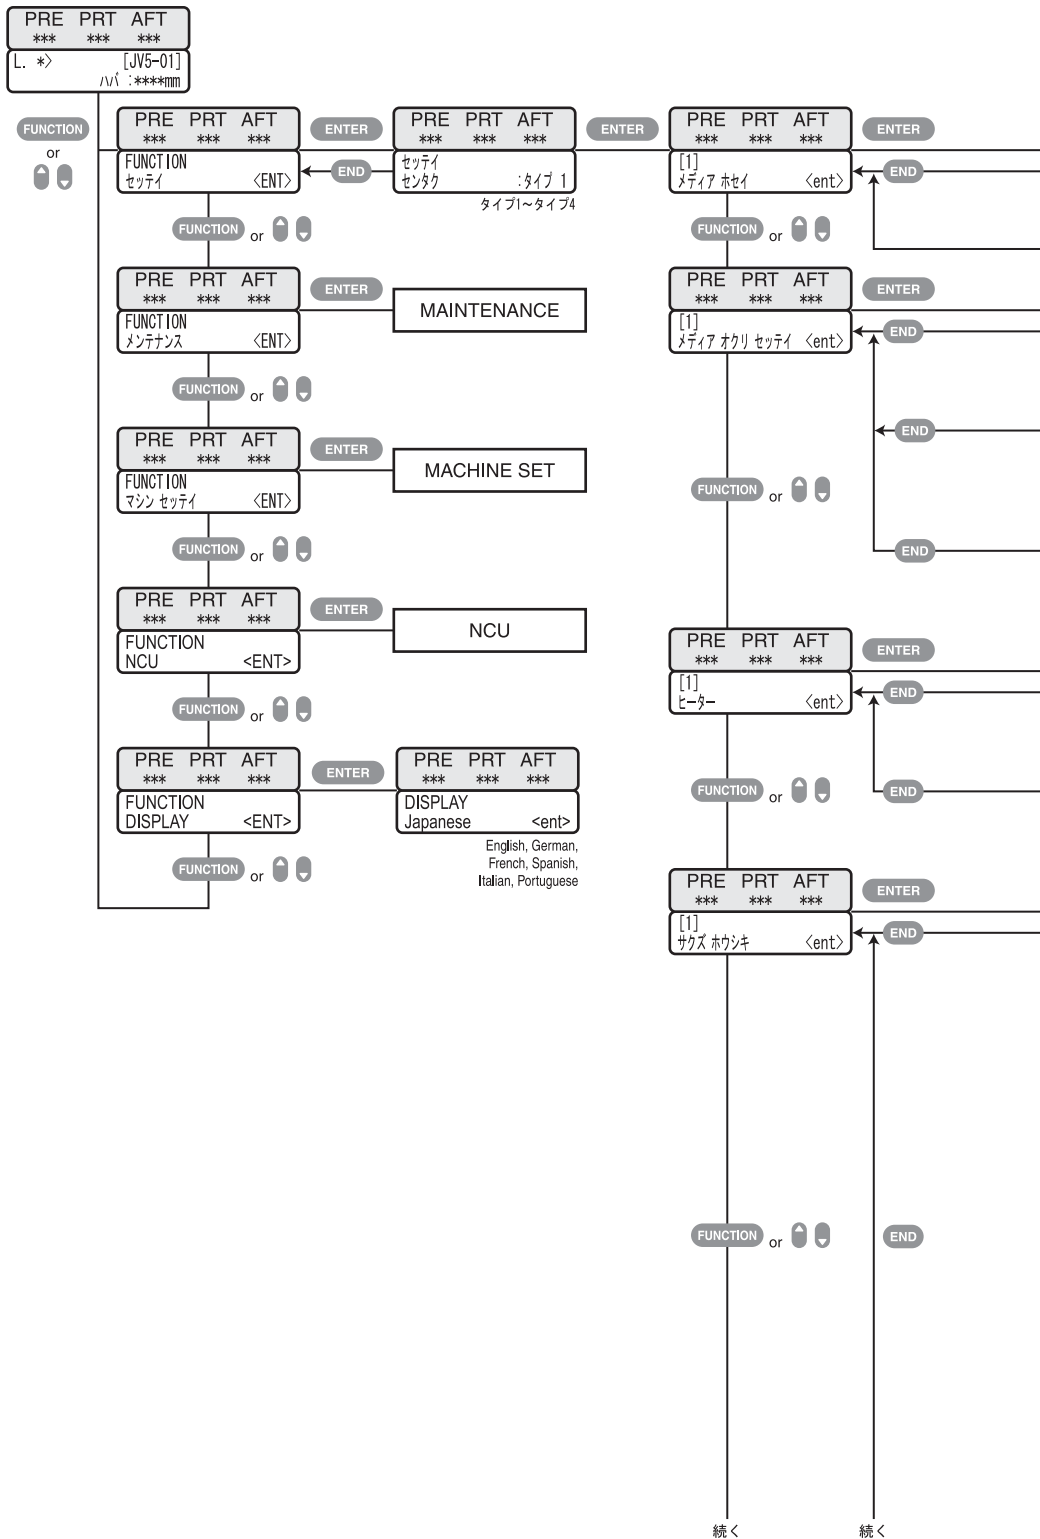 PRE PRT AFT
*** *** ***
L. *> [JV5-01]
ハバ :****mm
FUNCTION
or
PRE PRT AFT
*** *** ***
FUNCTION
セッテイ <ENT>
ENTER
END
PRE PRT AFT
*** *** ***
セッテイ
センタク :タイプ 1
タイプ1～タイプ4
ENTER
PRE PRT AFT
*** *** ***
[1]
メディア ホセイ <ent>
ENTER
END
FUNCTION or
FUNCTION or
PRE PRT AFT
*** *** ***
FUNCTION
メンテナンス <ENT>
ENTER
MAINTENANCE
PRE PRT AFT
*** *** ***
[1]
メディア オクリ セッテイ <ent>
ENTER
END
FUNCTION or
END
PRE PRT AFT
*** *** ***
FUNCTION
マシン セッテイ <ENT>
ENTER
MACHINE SET
FUNCTION or
FUNCTION or
END
PRE PRT AFT
*** *** ***
FUNCTION
NCU <ENT>
ENTER
NCU
PRE PRT AFT
*** *** ***
[1]
ヒーター <ent>
ENTER
END
FUNCTION or
PRE PRT AFT
*** *** ***
FUNCTION
DISPLAY <ENT>
ENTER
PRE PRT AFT
*** *** ***
DISPLAY
Japanese <ent>
English, German,
French, Spanish,
Italian, Portuguese
FUNCTION or
END
FUNCTION or
PRE PRT AFT
*** *** ***
[1]
サクズ ホウシキ <ent>
ENTER
END
FUNCTION or
END
続く
続く